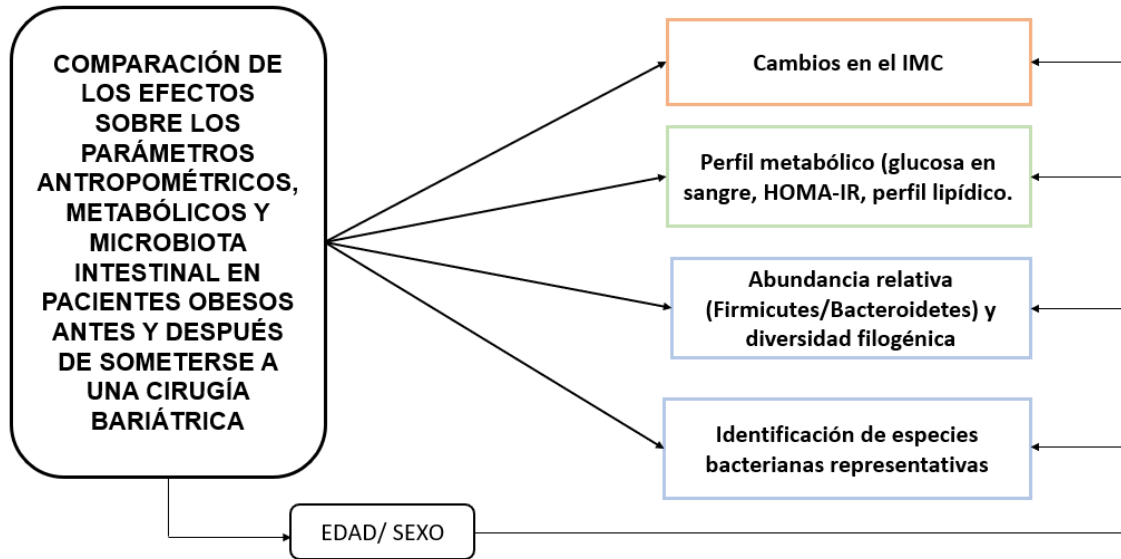 COMPARACIÓN DE
LOS EFECTOS
SOBRE LOS
PARÁMETROS
ANTROPOMÉTRICOS,
METABÓLICOS Y
MICROBIOTA
INTESTINAL EN
PACIENTES OBESOS
ANTES Y DESPUÉS
DE SOMETERSE A
UNA CIRUGÍA
BARIÁTRICA
Cambios en el IMC
Perfil metabólico (glucosa en
sangre, HOMA-IR, perfil lipídico.
Abundancia relativa
(Firmicutes/Bacteroidetes) y
diversidad filogénica
Identificación de especies
bacterianas representativas
EDAD/ SEXO